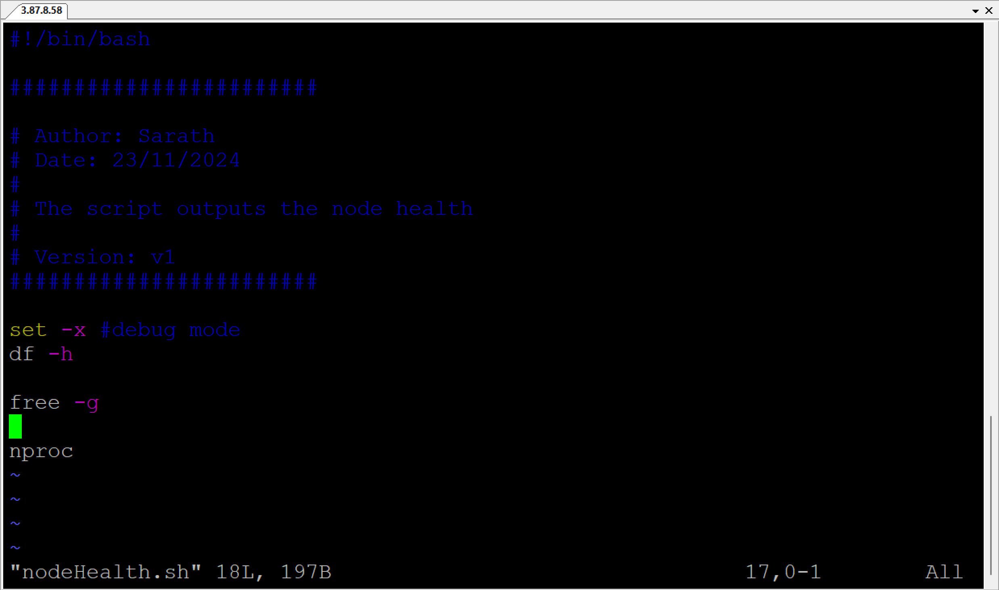 3.87.8.58
#!/bin/bash
########################
# Author: Sarath
# Date: 23/11/2024
#
# The script outputs the node health
#
# Version: v1
########################
set -x #debug mode
df -h
free -g
nproc
~
~
~
~
"nodeHealth.sh" 18L, 197B 17,0-1 All